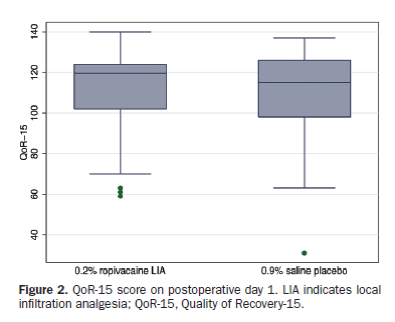 140
120
100
80
60
40
QoR-15
0.2% ropivacaine LIA 0.9% saline placebo
Figure 2. QoR-15 score on postoperative day 1. LIA indicates local
infiltration analgesia; QoR-15, Quality of Recovery-15.